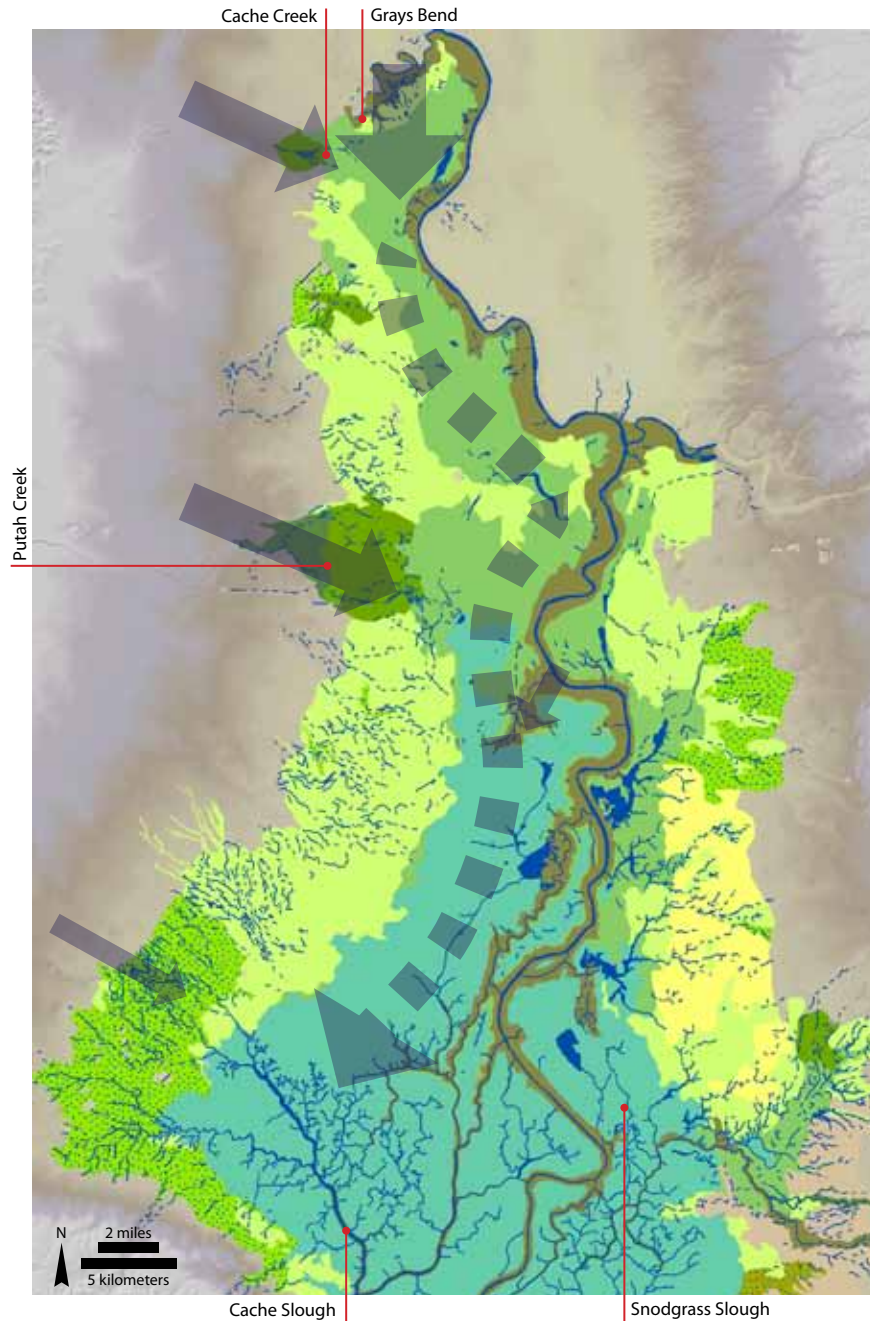 Cache Creek
Grays Bend
Putah Creek
N
2 miles
5 kilometers
Cache Slough
Snodgrass Slough